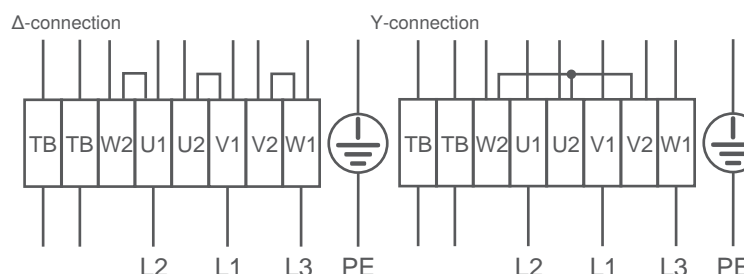 Δ-connection Y-connection
TB TB W2 U1 U2 V1 V2 W1 TB TB W2 U1 U2 V1 V2 W1
L2 L1 L3 PE L2 L1 L3 PE